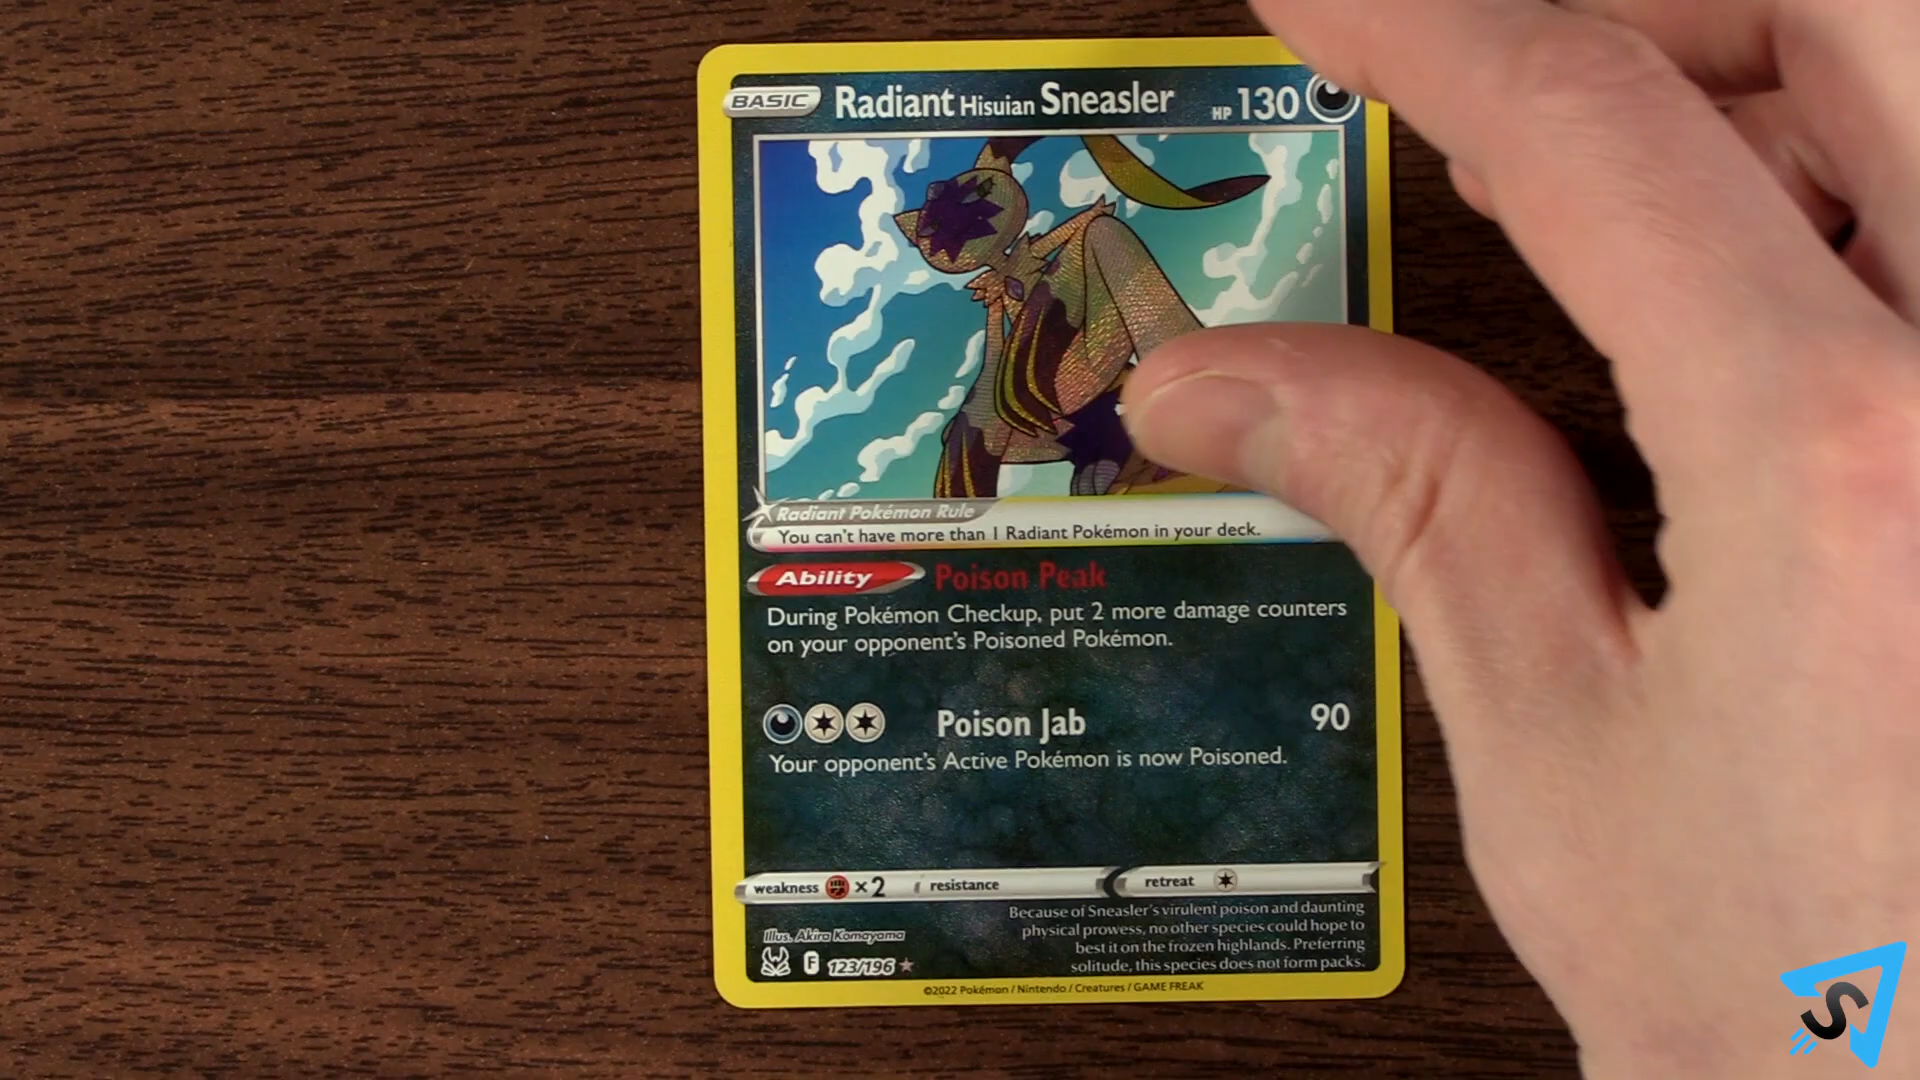 BASIC Radiant Hisuian Sneasler HP 130
Radiant Pokémon Rule
You can't have more than 1 Radiant Pokémon in your deck.
Ability Poison Peak
During Pokémon Checkup, put 2 more damage counters
on your opponent's Poisoned Pokémon.
Poison Jab 90
Your opponent's Active Pokémon is now Poisoned.
weakness ×2 resistance retreat
Because of Sneasler's virulent poison and daunting
physical prowess, no other species could hope to
best it on the frozen highlands. Preferring
solitude, this species does not form packs.
Illus. Akira Komayama
F 123/196
©2022 Pokémon / Nintendo / Creatures / GAME FREAK
S